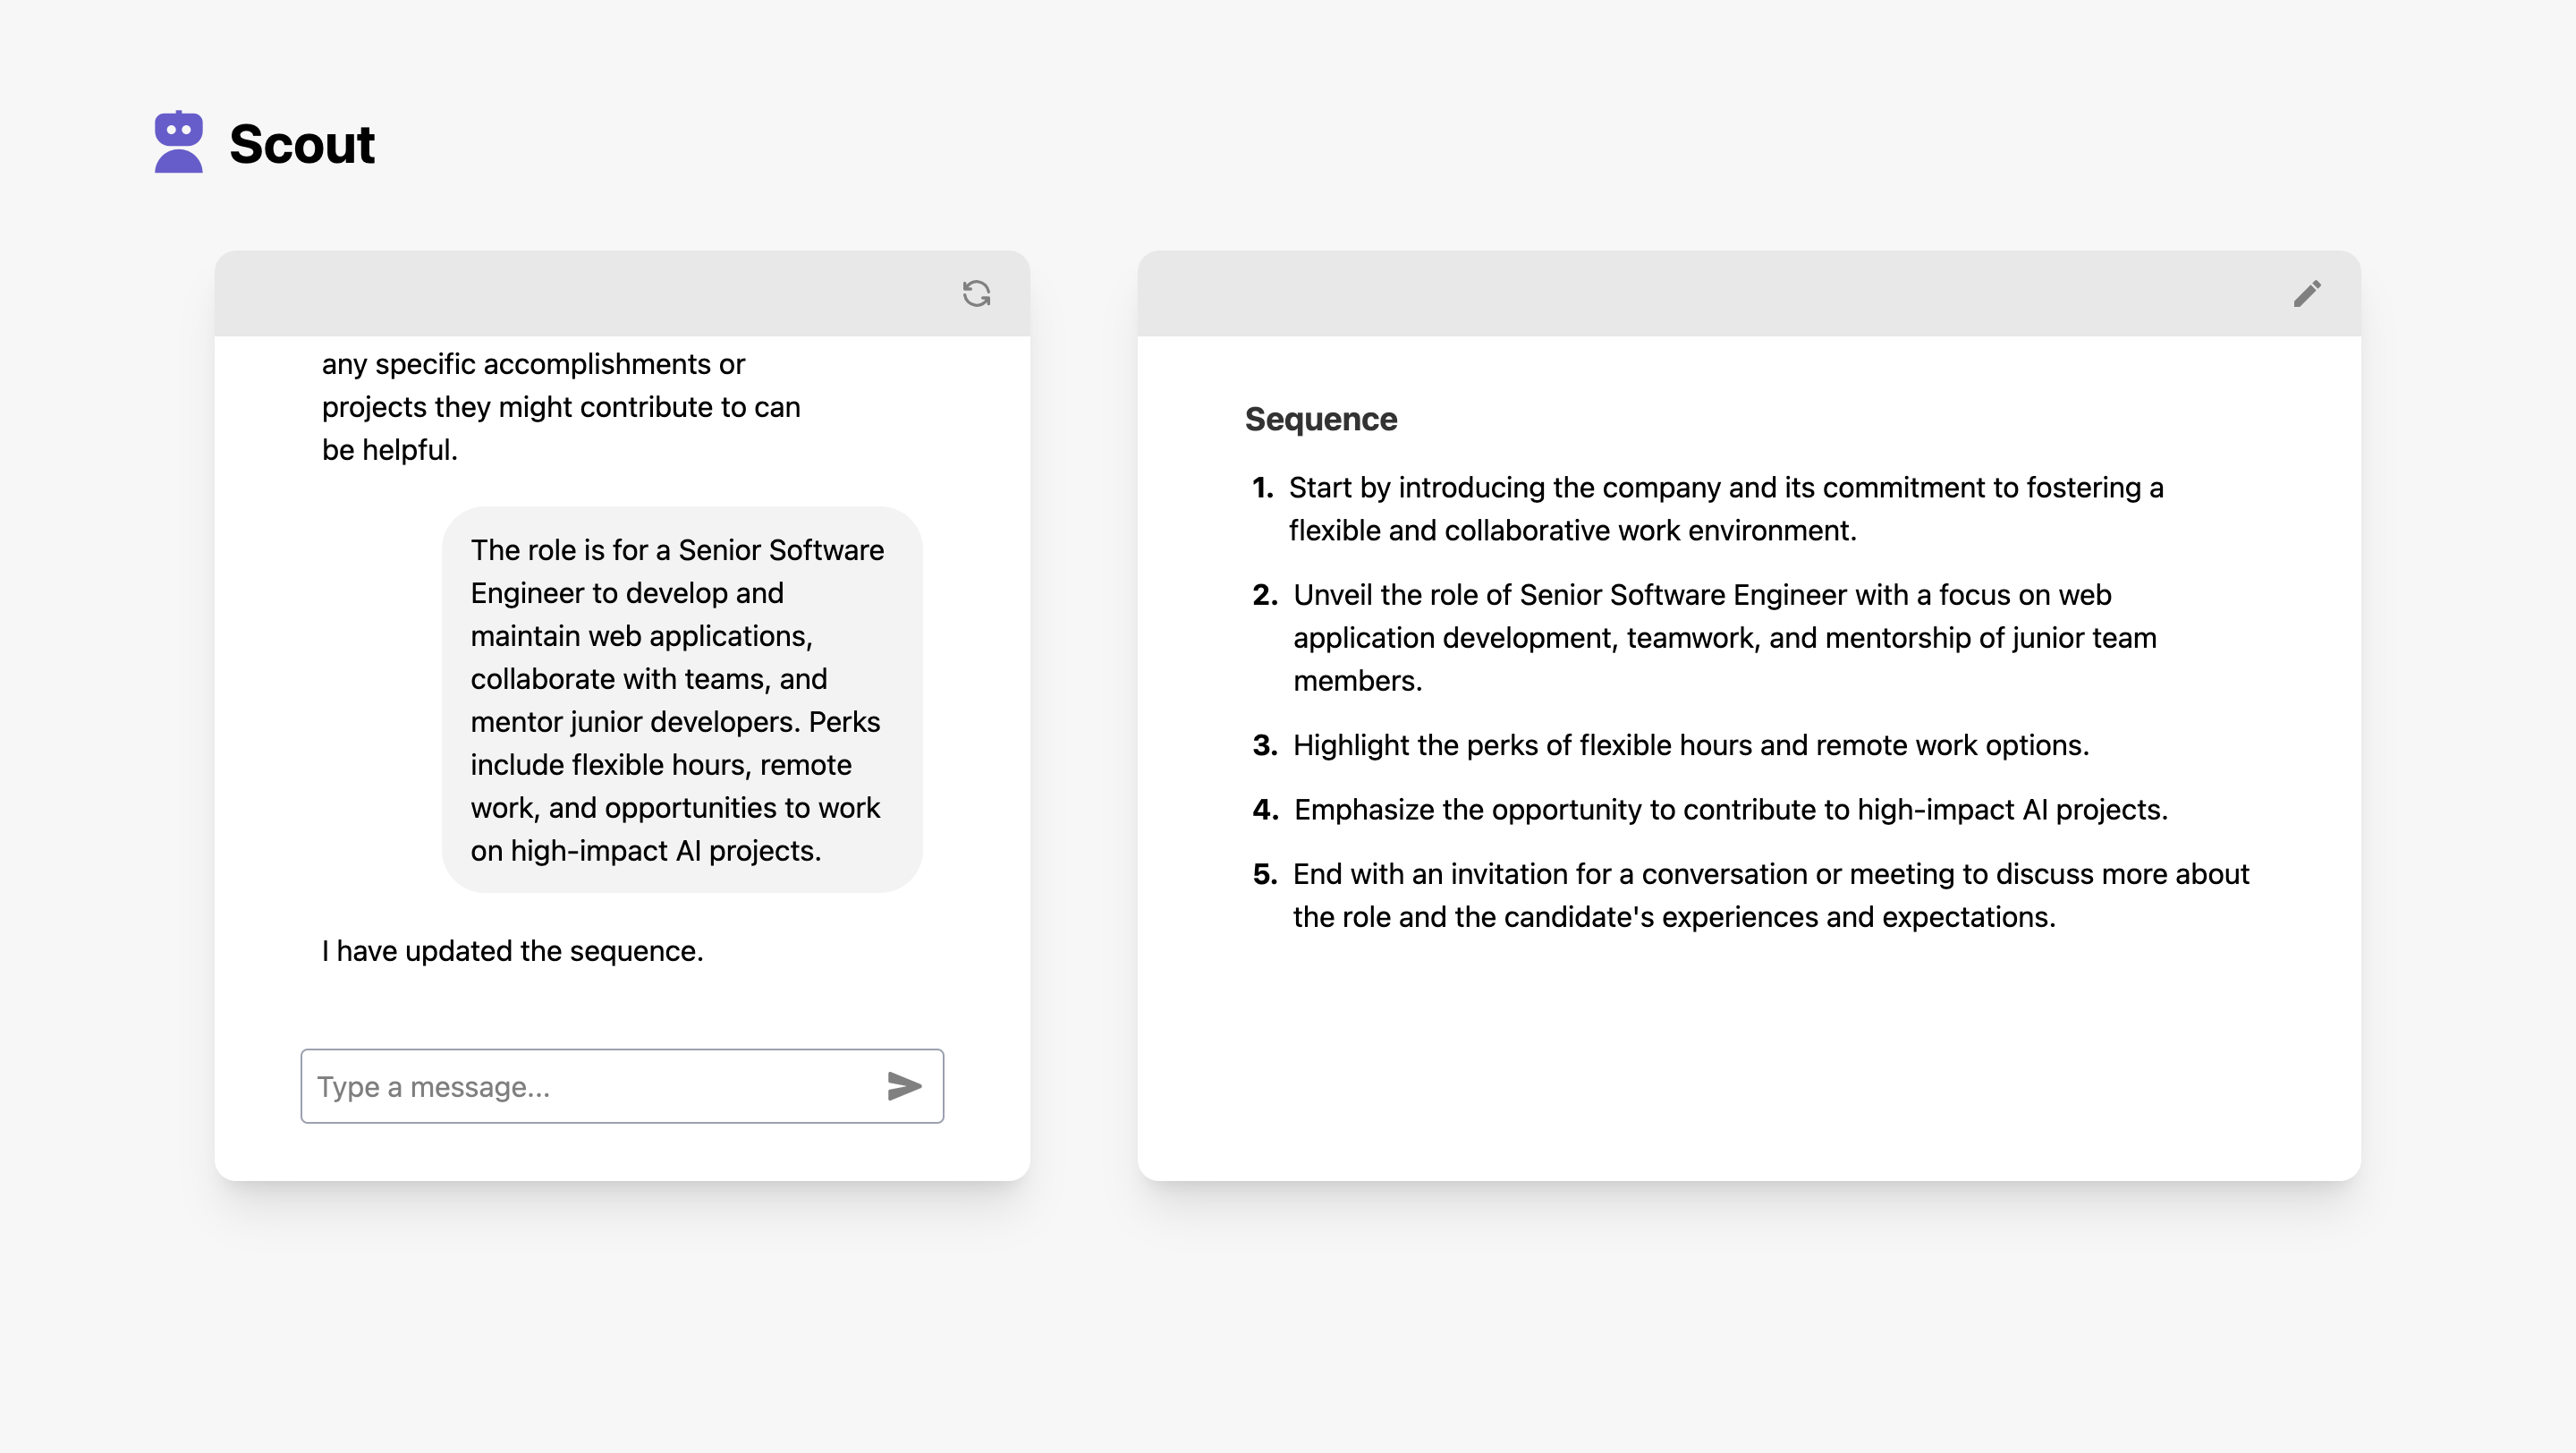 Scout
any specific accomplishments or
projects they might contribute to can
be helpful.
The role is for a Senior Software
Engineer to develop and
maintain web applications,
collaborate with teams, and
mentor junior developers. Perks
include flexible hours, remote
work, and opportunities to work
on high-impact AI projects.
I have updated the sequence.
Type a message...
Sequence
1. Start by introducing the company and its commitment to fostering a
flexible and collaborative work environment.
2. Unveil the role of Senior Software Engineer with a focus on web
application development, teamwork, and mentorship of junior team
members.
3. Highlight the perks of flexible hours and remote work options.
4. Emphasize the opportunity to contribute to high-impact AI projects.
5. End with an invitation for a conversation or meeting to discuss more about
the role and the candidate's experiences and expectations.